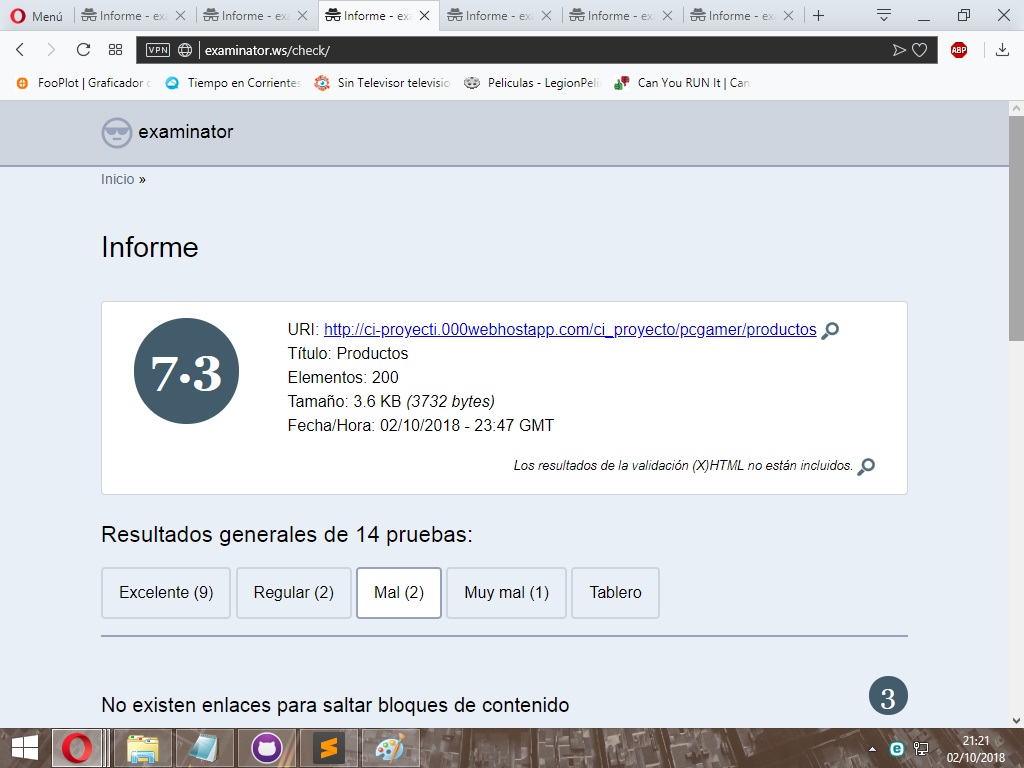 Menú
Informe - ex
Informe - ex
Informe - ex
Informe - ex
Informe - ex
Informe - ex
VPN
examinator.ws/check/
ABP
FooPlot | Graficador
Tiempo en Corrientes
Sin Televisor televisio
Peliculas - LegionPeli
Can You RUN It | Can
examinator
Inicio »
Informe
7.3
URI: http://ci-proyecti.000webhostapp.com/ci_proyecto/pcgamer/productos
Título: Productos
Elementos: 200
Tamaño: 3.6 KB (3732 bytes)
Fecha/Hora: 02/10/2018 - 23:47 GMT
Los resultados de la validación (X)HTML no están incluidos.
Resultados generales de 14 pruebas:
Excelente (9)
Regular (2)
Mal (2)
Muy mal (1)
Tablero
No existen enlaces para saltar bloques de contenido
3
21:21
02/10/2018